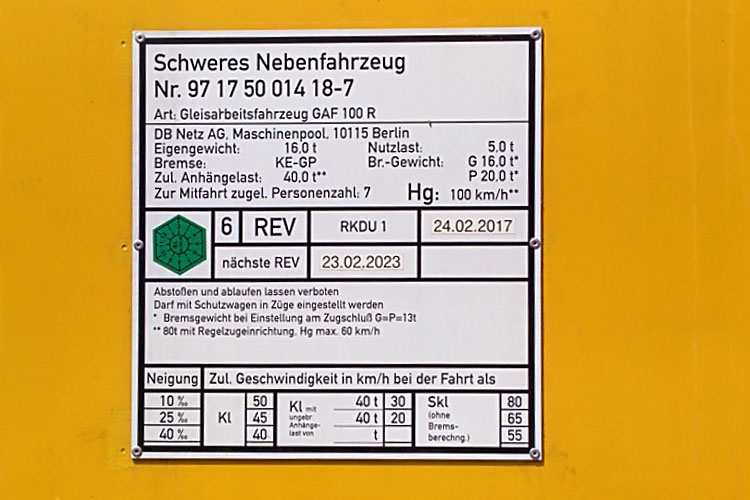 Schweres Nebenfahrzeug
Nr. 97 17 50 014 18-7
Art: Gleisarbeitsfahrzeug GAF 100 R
DB Netz AG, Maschinenpool, 10115 Berlin
Eigengewicht: 16,0 t Nutzlast: 5,0 t
Bremse: KE-GP Br.-Gewicht: G 16,0 t*
Zul. Anhängelast: 40,0 t** P 20,0 t*
Zur Mitfahrt zugel. Personenzahl: 7 Hg: 100 km/h**
6 REV RKDU 1 24.02.2017
nächste REV 23.02.2023
Abstoßen und ablaufen lassen verboten
Darf mit Schutzwagen in Züge eingestellt werden
* Bremsgewicht bei Einstellung am Zugschluß G=P=13t
** 80t mit Regelzugeinrichtung. Hg max. 60 km/h
Neigung Zul. Geschwindigkeit in km/h bei der Fahrt als
10 ‰ Kl 50 Kl mit 40 t 30 Skl 80
25 ‰ 45 ungebr. 40 t 20 (ohne 65
Anhänge- Brems-
40 ‰ 40 last von t berechng.) 55